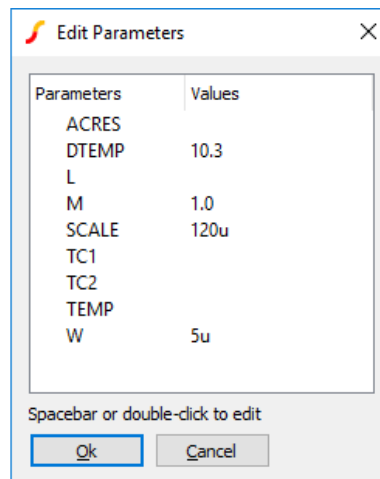 Edit Parameters
Parameters Values
ACRES
DTEMP 10.3
L
M 1.0
SCALE 120u
TC1
TC2
TEMP
W 5u
Spacebar or double-click to edit
Ok Cancel